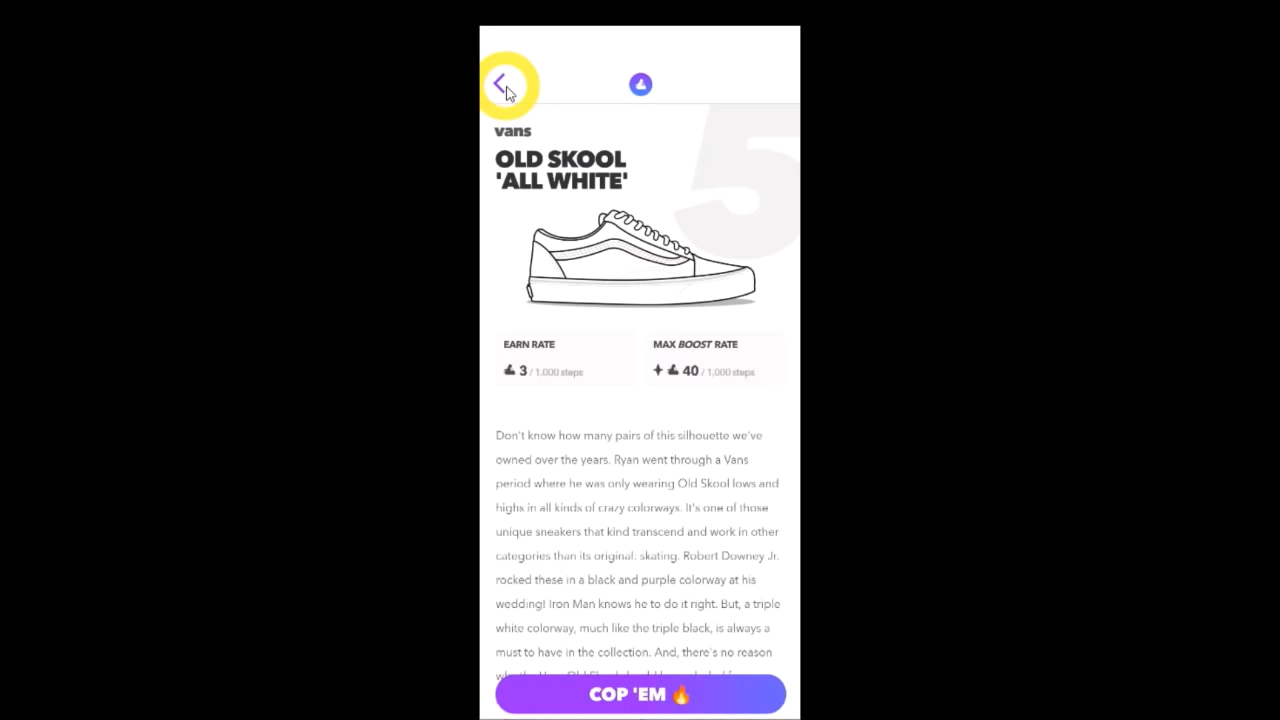 5
vans
OLD SKOOL
'ALL WHITE'
EARN RATE
3 / 1.000 steps
MAX BOOST RATE
40 / 1,000 steps
Don't know how many pairs of this silhouette we've
owned over the years. Ryan went through a Vans
period where he was only wearing Old Skool lows and
highs in all kinds of crazy colorways. It's one of those
unique sneakers that kind transcend and work in other
categories than its original. skating. Robert Downey Jr.
rocked these in a black and purple colorway at his
wedding! Iron Man knows he to do it right. But, a triple
white colorway, much like the triple black, is always a
must to have in the collection. And, there's no reason
COP 'EM 🔥